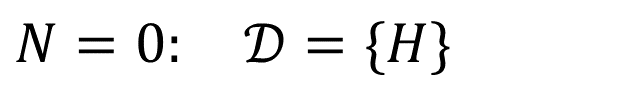 𝑁 = 0: 𝒟 = {𝐻}